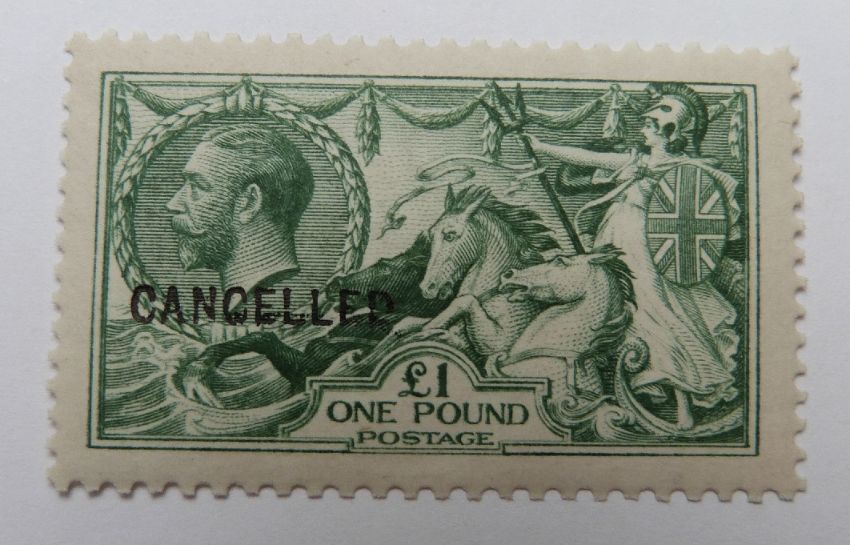 CANCELLED
£1
ONE POUND
POSTAGE